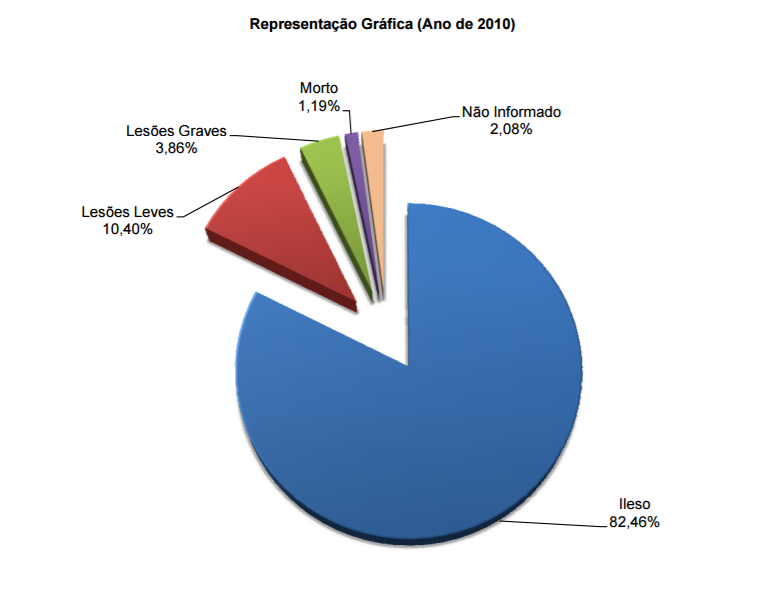 Representação Gráfica (Ano de 2010)
Morto
1,19%
Não Informado
2,08%
Lesões Graves
3,86%
Lesões Leves
10,40%
Ileso
82,46%